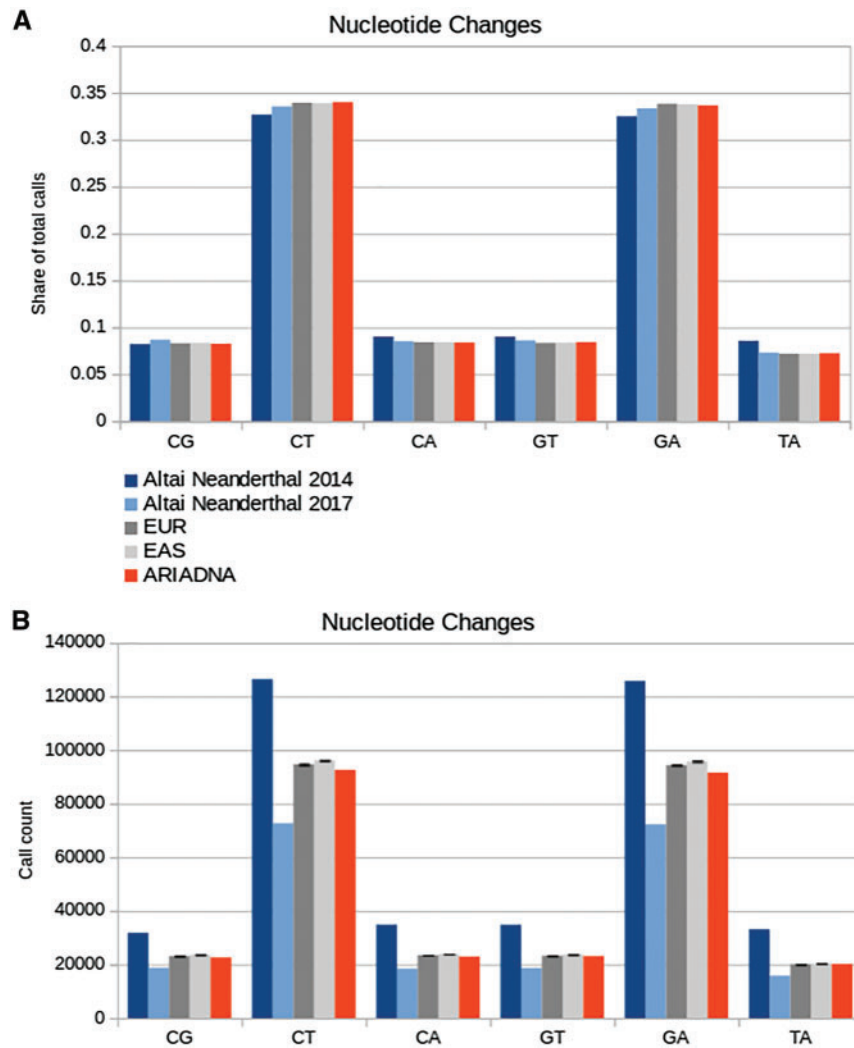 A
Nucleotide Changes
0.4
0.35
0.3
0.25
0.2
0.15
0.1
0.05
0
Share of total calls
CG CT CA GT GA TA
Altai Neanderthal 2014
Altai Neanderthal 2017
EUR
EAS
ARIADNA
B
Nucleotide Changes
140000
120000
100000
80000
60000
40000
20000
0
Call count
CG CT CA GT GA TA